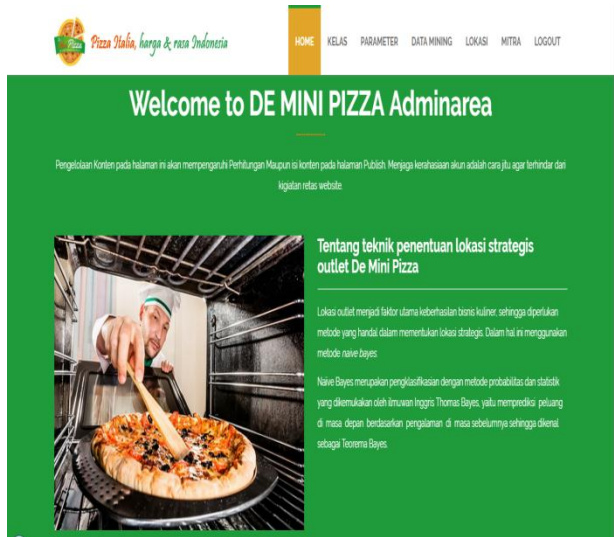 Pizza Italia, harga & rasa Indonesia
HOME KELAS PARAMETER DATA MINING LOKASI MITRA LOGOUT
Welcome to DE MINI PIZZA Adminarea
Pengelolaan Konten pada halaman ini akan mempengaruhi Perhitungan Maupun isi konten pada halaman Publish. Menjaga kerahasiaan akun adalah cara jitu agar terhindar dari
kigiatan retas website.
Tentang teknik penentuan lokasi strategis
outlet De Mini Pizza
Lokasi outlet menjadi faktor utama keberhasilan bisnis kuliner, sehingga diperlukan
metode yang handal dalam mementukan lokasi strategis. Dalam hal ini menggunakan
metode naive bayes
Naive Bayes merupakan pengklasifikasian dengan metode probabilitas dan statistik
yang dikemukakan oleh ilmuwan Inggris Thomas Bayes, yaitu memprediksi peluang
di masa depan berdasarkan pengalaman di masa sebelumnya sehingga dikenal
sebagai Teorema Bayes.